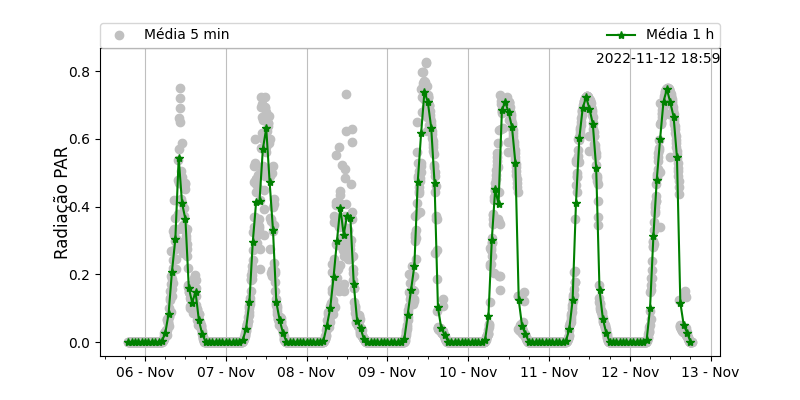 Média 5 min
Média 1 h
2022-11-12 18:59
Radiação PAR
0.8
0.6
0.4
0.2
0.0
06 - Nov
07 - Nov
08 - Nov
09 - Nov
10 - Nov
11 - Nov
12 - Nov
13 - Nov